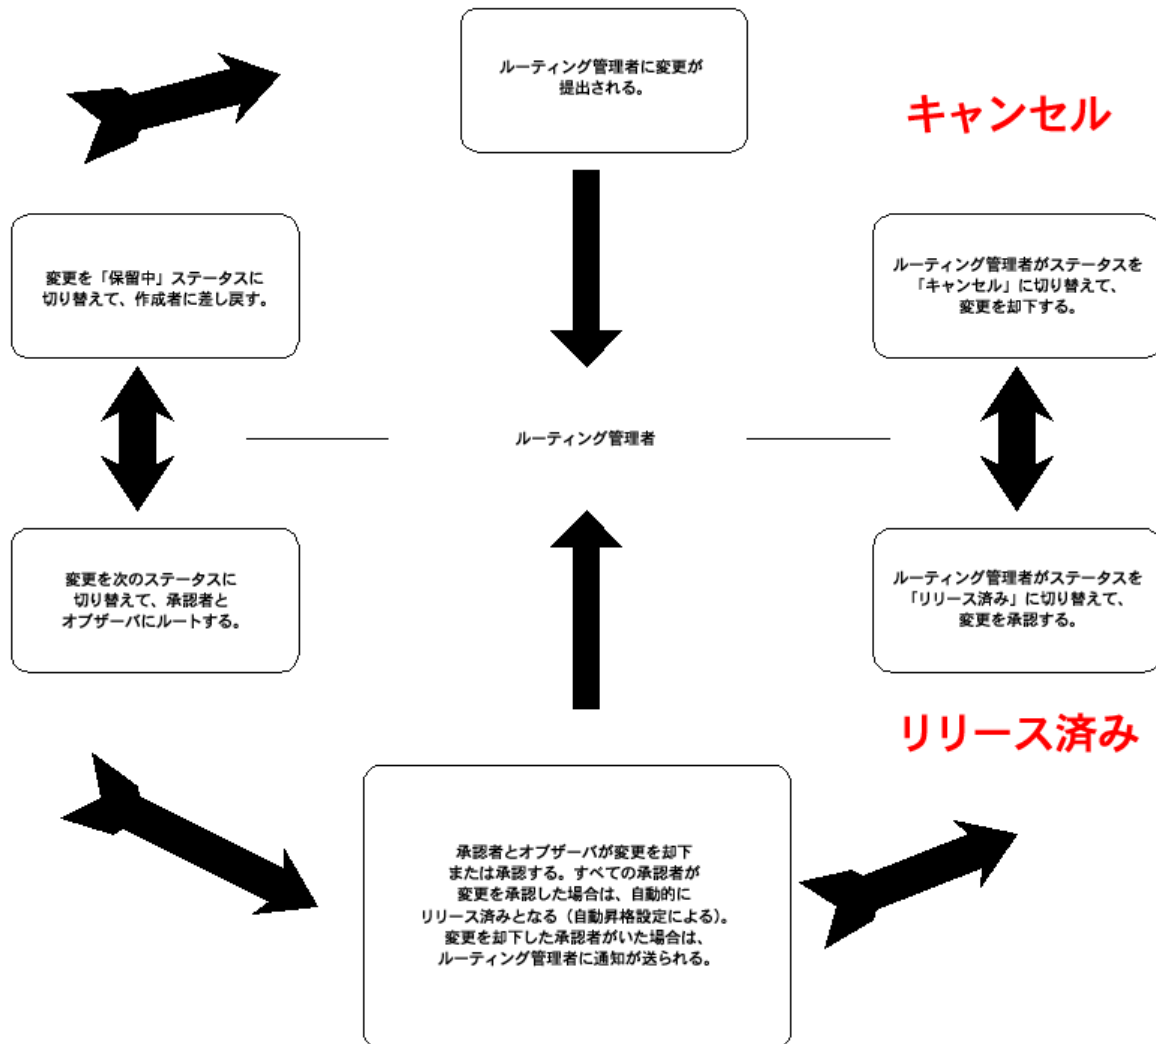 ルーティング管理者に変更が
提出される。
キャンセル
変更を「保留中」ステータスに
切り替えて、作成者に差し戻す。
ルーティング管理者がステータスを
「キャンセル」に切り替えて、
変更を却下する。
ルーティング管理者
変更を次のステータスに
切り替えて、承認者と
オブザーバにルートする。
ルーティング管理者がステータスを
「リリース済み」に切り替えて、
変更を承認する。
リリース済み
承認者とオブザーバが変更を却下
または承認する。すべての承認者が
変更を承認した場合は、自動的に
リリース済みとなる（自動昇格設定による）。
変更を却下した承認者がいた場合は、
ルーティング管理者に通知が送られる。